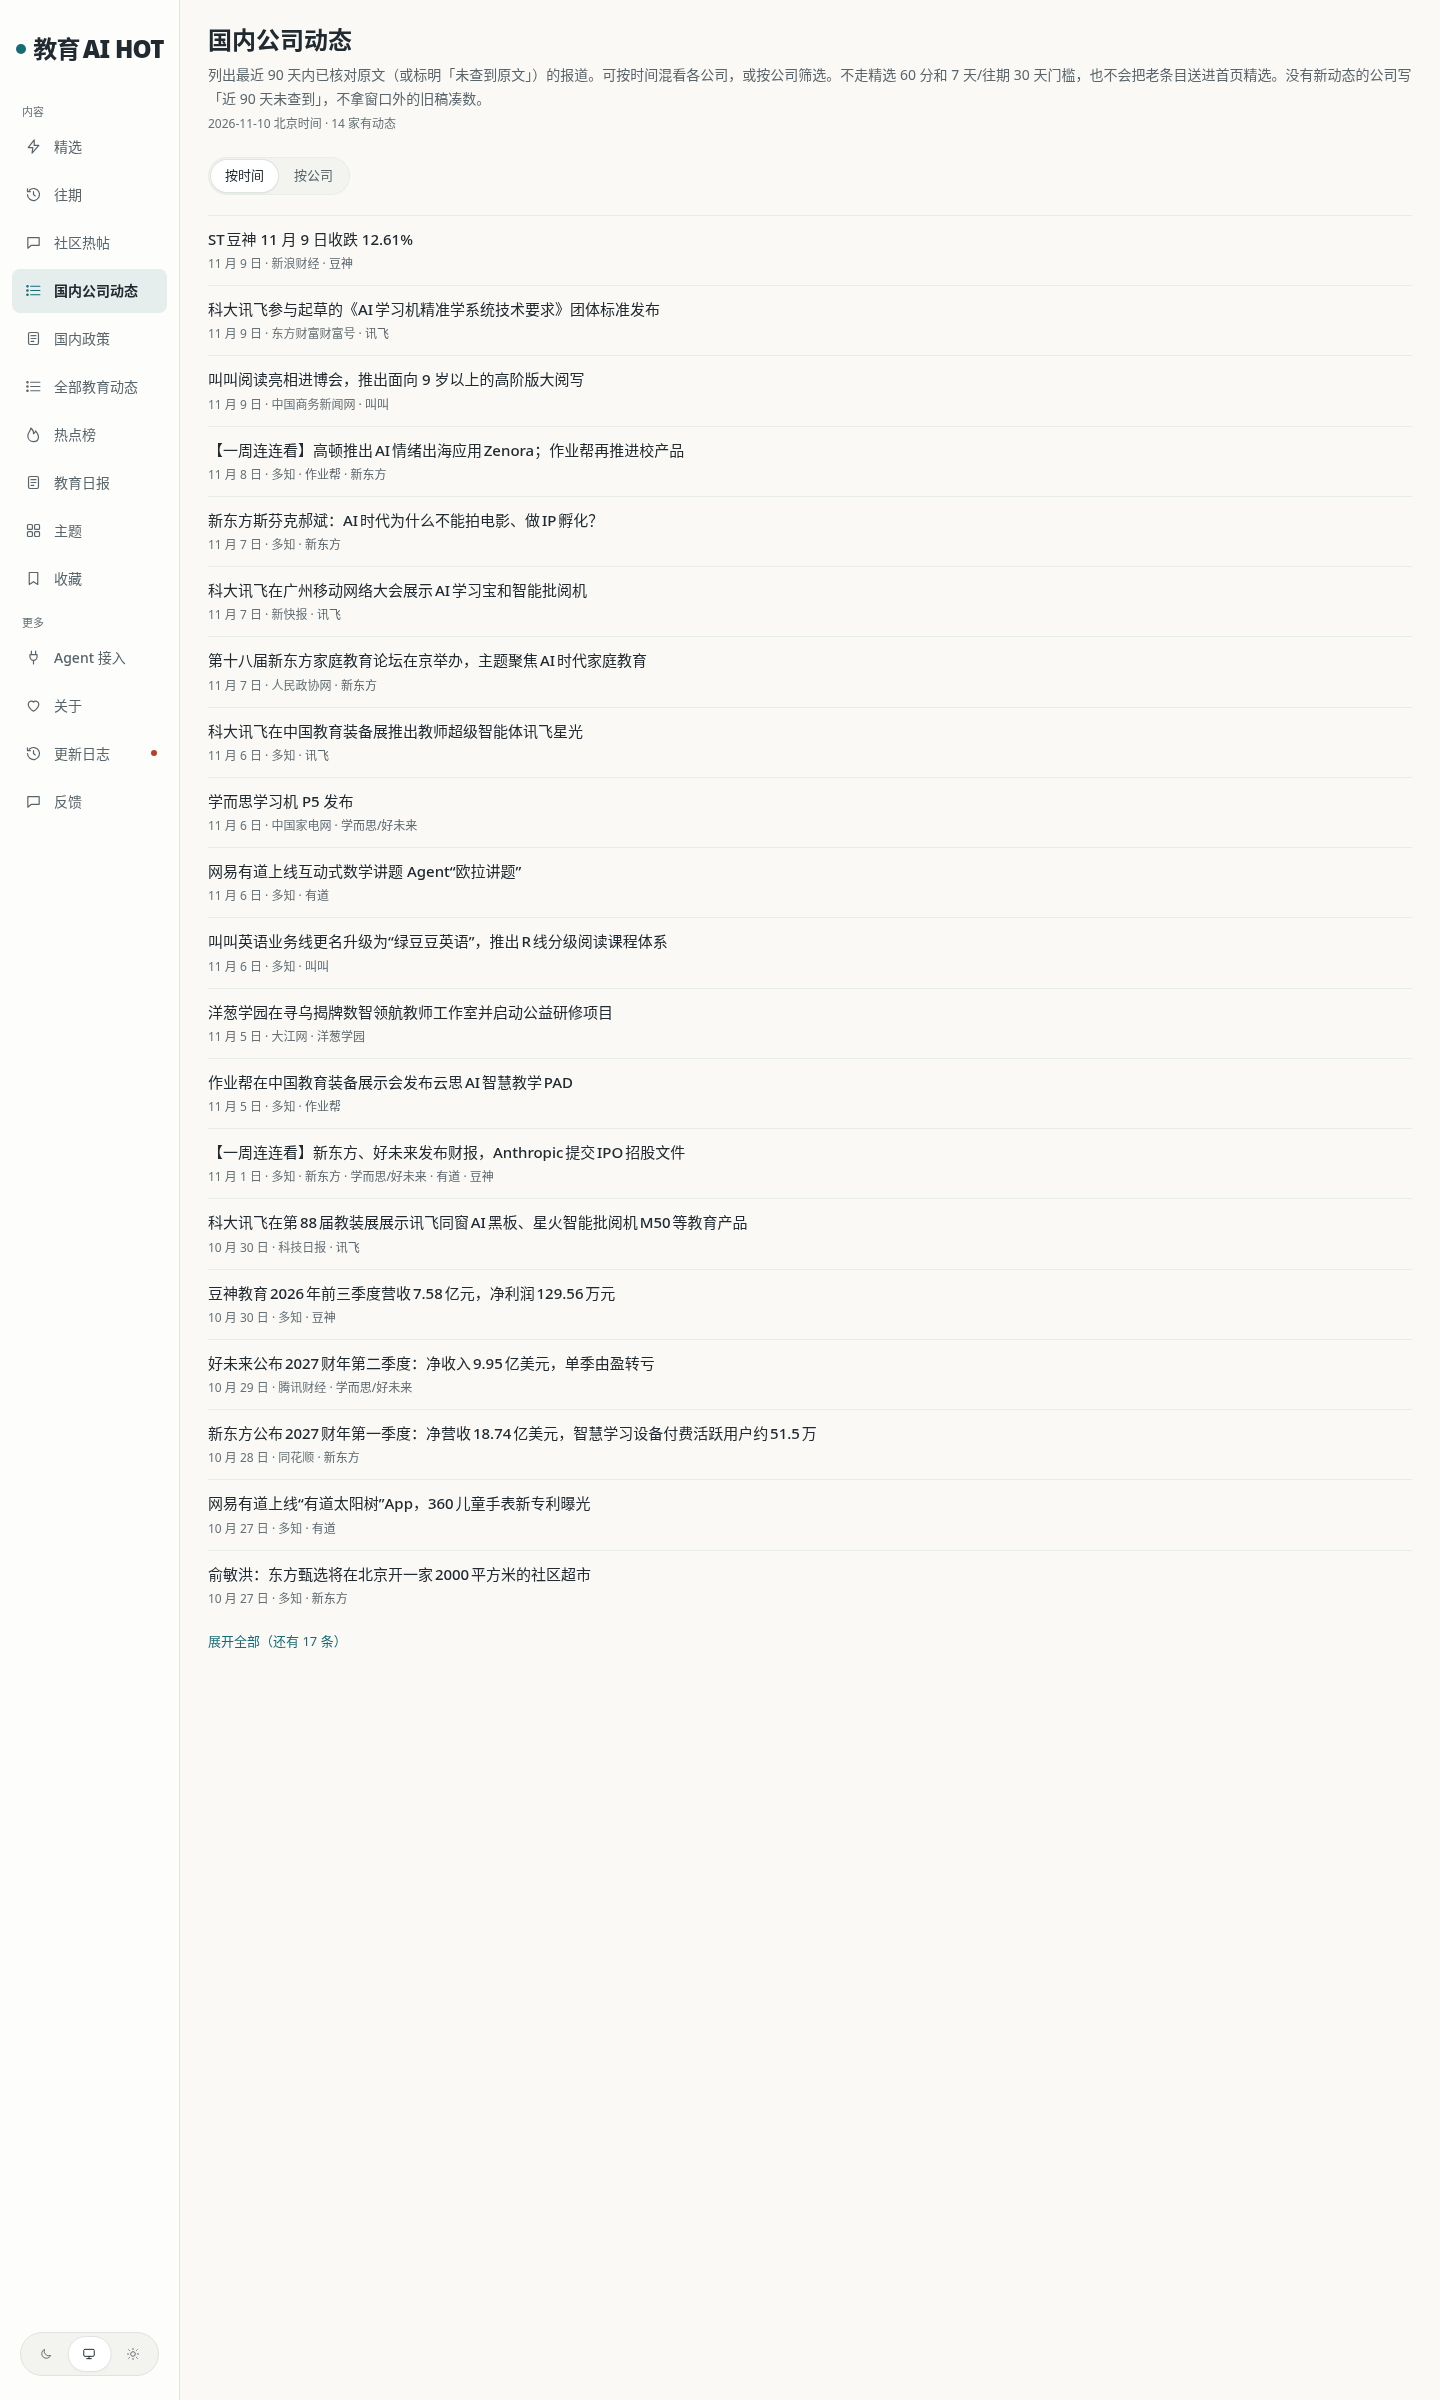 教育 AI HOT
内容
精选
往期
社区热帖
国内公司动态
国内政策
全部教育动态
热点榜
教育日报
主题
收藏
更多
Agent 接入
关于
更新日志
反馈
国内公司动态
列出最近 90 天内已核对原文（或标明「未查到原文」）的报道。可按时间混看各公司，或按公司筛选。不走精选 60 分和 7 天/往期 30 天门槛，也不会把老条目送进首页精选。没有新动态的公司写
「近 90 天未查到」，不拿窗口外的旧稿凑数。
2026-11-10 北京时间 · 14 家有动态
按时间
按公司
ST豆神 11 月 9 日收跌 12.61%
11 月 9 日 · 新浪财经 · 豆神
科大讯飞参与起草的《AI学习机精准学系统技术要求》团体标准发布
11 月 9 日 · 东方财富财富号 · 讯飞
叫叫阅读亮相进博会，推出面向 9 岁以上的高阶版大阅写
11 月 9 日 · 中国商务新闻网 · 叫叫
【一周连连看】高顿推出AI情绪出海应用Zenora；作业帮再推进校产品
11 月 8 日 · 多知 · 作业帮 · 新东方
新东方斯芬克郝斌：AI时代为什么不能拍电影、做IP孵化？
11 月 7 日 · 多知 · 新东方
科大讯飞在广州移动网络大会展示AI学习宝和智能批阅机
11 月 7 日 · 新快报 · 讯飞
第十八届新东方家庭教育论坛在京举办，主题聚焦AI时代家庭教育
11 月 7 日 · 人民政协网 · 新东方
科大讯飞在中国教育装备展推出教师超级智能体讯飞星光
11 月 6 日 · 多知 · 讯飞
学而思学习机 P5 发布
11 月 6 日 · 中国家电网 · 学而思/好未来
网易有道上线互动式数学讲题 Agent“欧拉讲题”
11 月 6 日 · 多知 · 有道
叫叫英语业务线更名升级为“绿豆豆英语”，推出R线分级阅读课程体系
11 月 6 日 · 多知 · 叫叫
洋葱学园在寻乌揭牌数智领航教师工作室并启动公益研修项目
11 月 5 日 · 大江网 · 洋葱学园
作业帮在中国教育装备展示会发布云思AI智慧教学PAD
11 月 5 日 · 多知 · 作业帮
【一周连连看】新东方、好未来发布财报，Anthropic提交IPO招股文件
11 月 1 日 · 多知 · 新东方 · 学而思/好未来 · 有道 · 豆神
科大讯飞在第88届教装展展示讯飞同窗AI黑板、星火智能批阅机M50等教育产品
10 月 30 日 · 科技日报 · 讯飞
豆神教育2026年前三季度营收7.58亿元，净利润129.56万元
10 月 30 日 · 多知 · 豆神
好未来公布2027财年第二季度：净收入9.95亿美元，单季由盈转亏
10 月 29 日 · 腾讯财经 · 学而思/好未来
新东方公布2027财年第一季度：净营收18.74亿美元，智慧学习设备付费活跃用户约51.5万
10 月 28 日 · 同花顺 · 新东方
网易有道上线“有道太阳树”App，360儿童手表新专利曝光
10 月 27 日 · 多知 · 有道
俞敏洪：东方甄选将在北京开一家2000平方米的社区超市
10 月 27 日 · 多知 · 新东方
展开全部（还有 17 条）